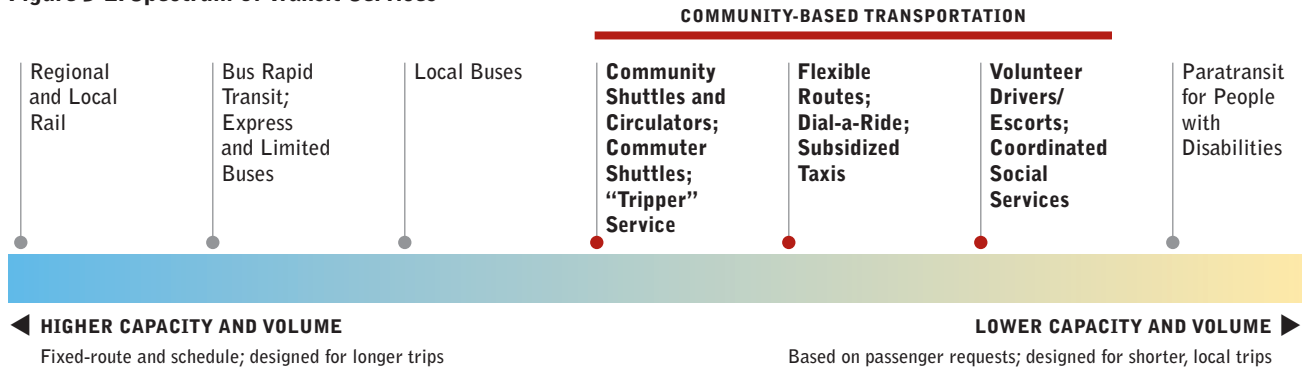 COMMUNITY-BASED TRANSPORTATION
Regional
and Local
Rail
Bus Rapid
Transit;
Express
and Limited
Buses
Local Buses
Community
Shuttles and
Circulators;
Commuter
Shuttles;
“Tripper”
Service
Flexible
Routes;
Dial-a-Ride;
Subsidized
Taxis
Volunteer
Drivers/
Escorts;
Coordinated
Social
Services
Paratransit
for People
with
Disabilities
HIGHER CAPACITY AND VOLUME
Fixed-route and schedule; designed for longer trips
LOWER CAPACITY AND VOLUME
Based on passenger requests; designed for shorter, local trips